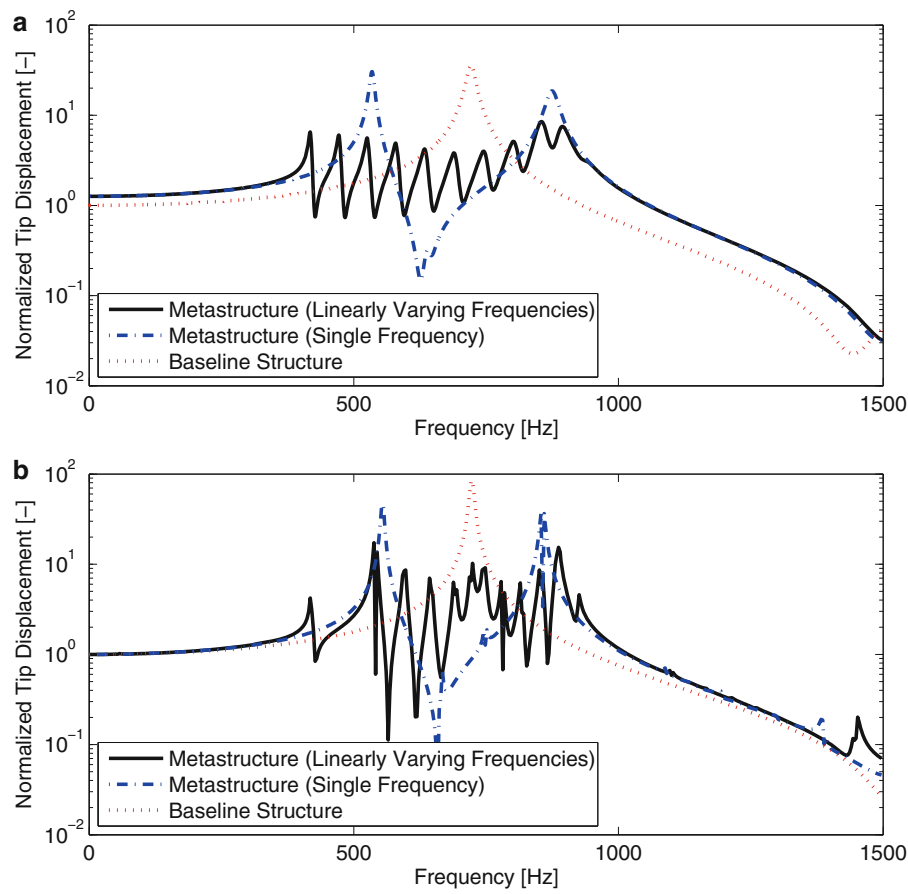 a
Normalized Tip Displacement [−]
10^2
10^1
10^0
10^−1
10^−2
Metastructure (Linearly Varying Frequencies)
Metastructure (Single Frequency)
Baseline Structure
0 500 1000 1500
Frequency [Hz]
b
Normalized Tip Displacement [−]
10^2
10^1
10^0
10^−1
10^−2
Metastructure (Linearly Varying Frequencies)
Metastructure (Single Frequency)
Baseline Structure
0 500 1000 1500
Frequency [Hz]